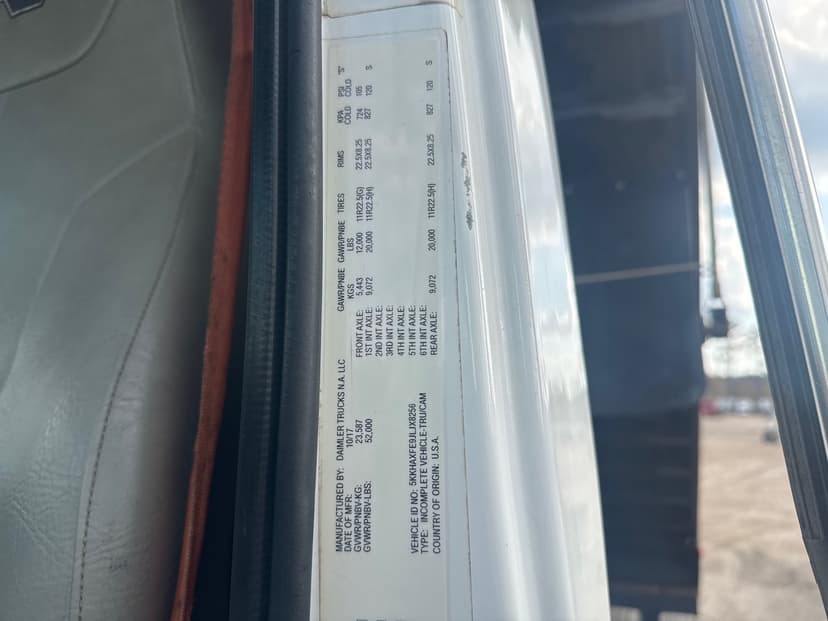 MANUFACTURED BY: DAIMLER TRUCKS N.A. LLC
DATE OF MFR: 10/17
GVWR/PNBV-KG: 23,587
GVWR/PNBV-LBS: 52,000
GAWR/PNBE KGS GAWR/PNBE LBS TIRES RIMS KPA COLD PSI COLD "S"
FRONT AXLE: 5,443 12,000 11R22.5(G) 22.5X8.25 724 105
1ST INT AXLE: 9,072 20,000 11R22.5(H) 22.5X8.25 827 120 S
2ND INT AXLE:
3RD INT AXLE:
4TH INT AXLE:
5TH INT AXLE:
6TH INT AXLE:
REAR AXLE: 9,072 20,000 11R22.5(H) 22.5X8.25 827 120 S
VEHICLE ID NO: 5KKHAXFE9JLJX8256
TYPE: INCOMPLETE VEHICLE-TRU/CAM
COUNTRY OF ORIGIN: U.S.A.